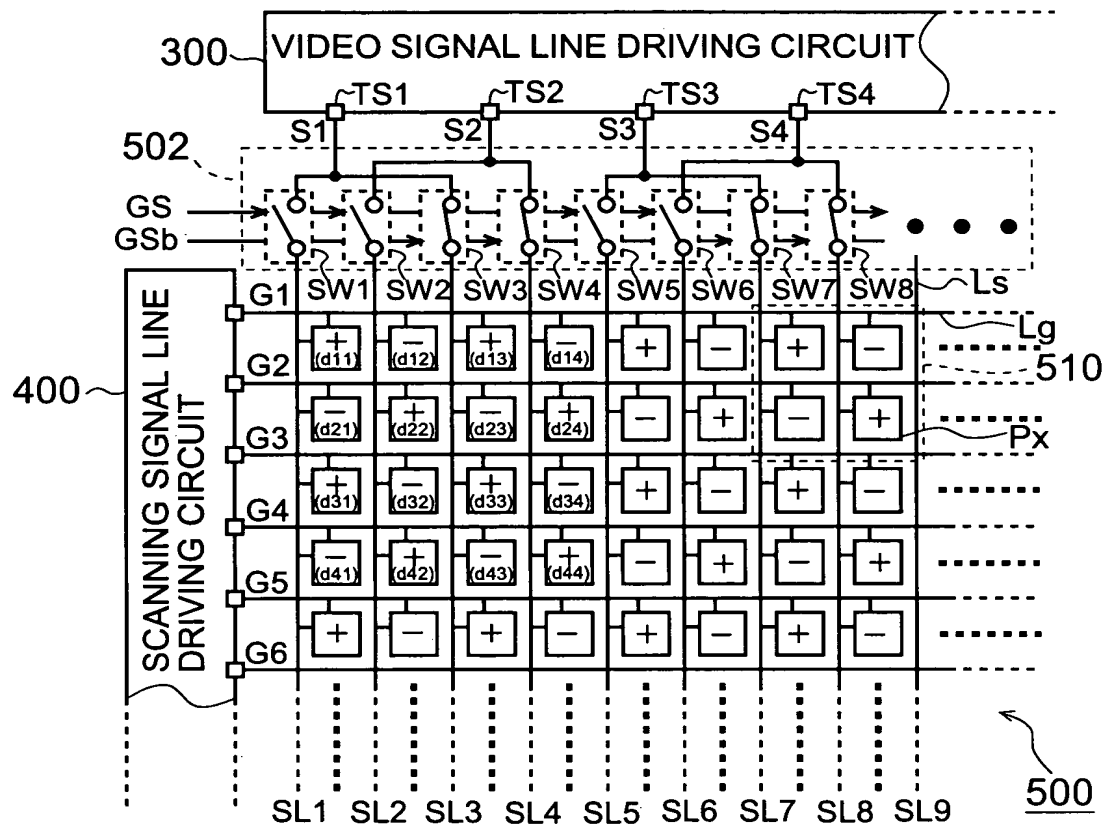 300
VIDEO SIGNAL LINE DRIVING CIRCUIT
TS1 TS2 TS3 TS4
S1 S2 S3 S4
502
GS
GSb
SW1 SW2 SW3 SW4 SW5 SW6 SW7 SW8 Ls
400
SCANNING SIGNAL LINE
DRIVING CIRCUIT
G1
Lg
+ − + − + − + −
(d11) (d12) (d13) (d14)
510
G2
− + − + − + − +
(d21) (d22) (d23) (d24)
Px
G3
+ − + − + − + −
(d31) (d32) (d33) (d34)
G4
− + − + − + − +
(d41) (d42) (d43) (d44)
G5
+ − + − + − + −
G6
500
SL1 SL2 SL3 SL4 SL5 SL6 SL7 SL8 SL9